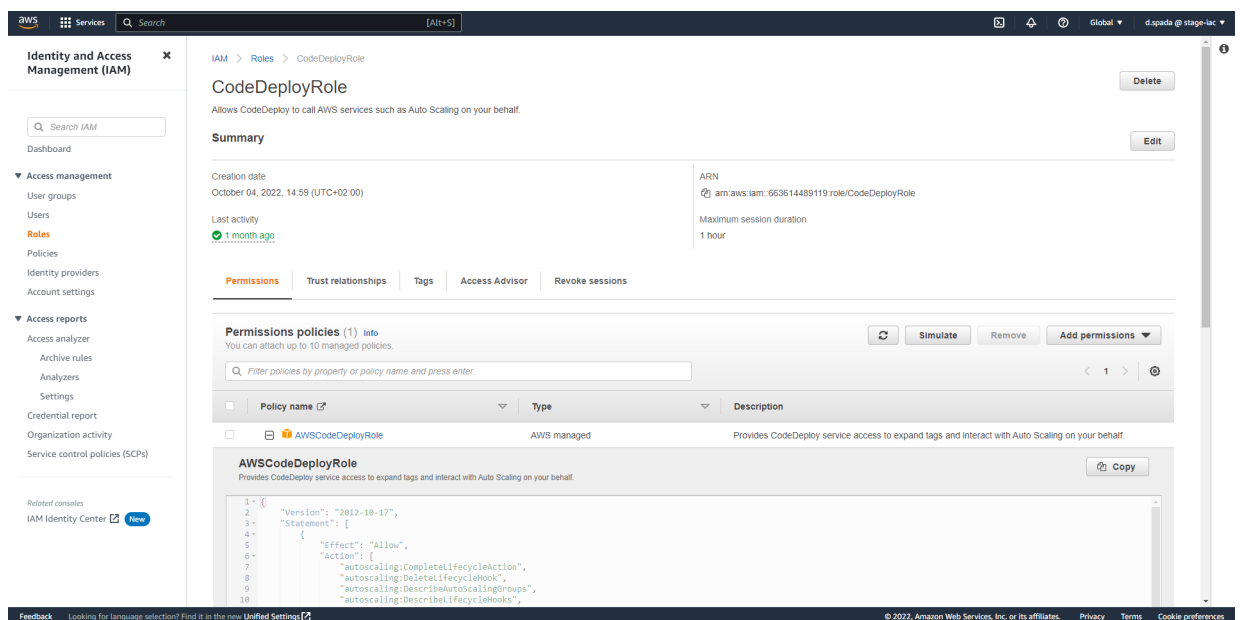 aws
Services
Search
[Alt+S]
Global
d.spada @ stage-iac
Identity and Access Management (IAM)
Search IAM
Dashboard
Access management
User groups
Users
Roles
Policies
Identity providers
Account settings
Access reports
Access analyzer
Archive rules
Analyzers
Settings
Credential report
Organization activity
Service control policies (SCPs)
Related consoles
IAM Identity Center New
IAM > Roles > CodeDeployRole
CodeDeployRole
Delete
Allows CodeDeploy to call AWS services such as Auto Scaling on your behalf.
Summary
Edit
Creation date
October 04, 2022, 14:59 (UTC+02:00)
ARN
arn:aws:iam::663614489119:role/CodeDeployRole
Last activity
1 month ago
Maximum session duration
1 hour
Permissions
Trust relationships
Tags
Access Advisor
Revoke sessions
Permissions policies (1) Info
You can attach up to 10 managed policies.
Simulate
Remove
Add permissions
Filter policies by property or policy name and press enter.
1
Policy name
Type
Description
AWSCodeDeployRole
AWS managed
Provides CodeDeploy service access to expand tags and interact with Auto Scaling on your behalf.
AWSCodeDeployRole
Provides CodeDeploy service access to expand tags and interact with Auto Scaling on your behalf.
Copy
1 {
2 "Version": "2012-10-17",
3 "Statement": [
4 {
5 "Effect": "Allow",
6 "Action": [
7 "autoscaling:CompleteLifecycleAction",
8 "autoscaling:DeleteLifecycleHook",
9 "autoscaling:DescribeAutoScalingGroups",
10 "autoscaling:DescribeLifecycleHooks",
Feedback
Looking for language selection? Find it in the new Unified Settings
© 2022, Amazon Web Services, Inc. or its affiliates.
Privacy
Terms
Cookie preferences